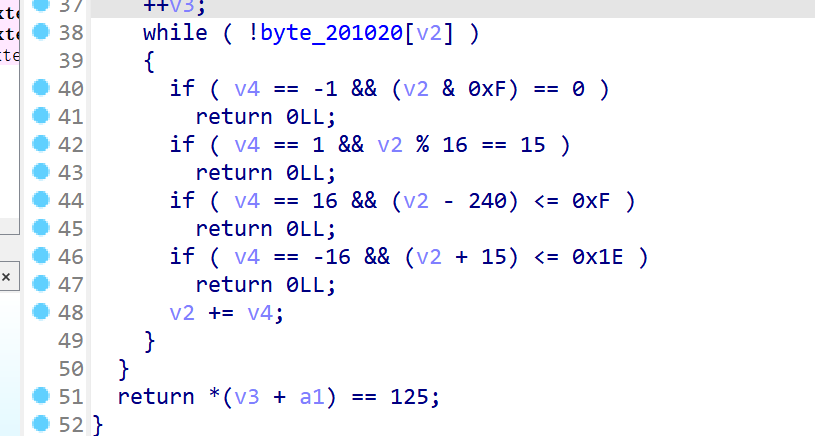 37 ++v3;
38 while ( !byte_201020[v2] )
39 {
40 if ( v4 == -1 && (v2 & 0xF) == 0 )
41 return 0LL;
42 if ( v4 == 1 && v2 % 16 == 15 )
43 return 0LL;
44 if ( v4 == 16 && (v2 - 240) <= 0xF )
45 return 0LL;
46 if ( v4 == -16 && (v2 + 15) <= 0x1E )
47 return 0LL;
48 v2 += v4;
49 }
50 }
51 return *(v3 + a1) == 125;
52 }